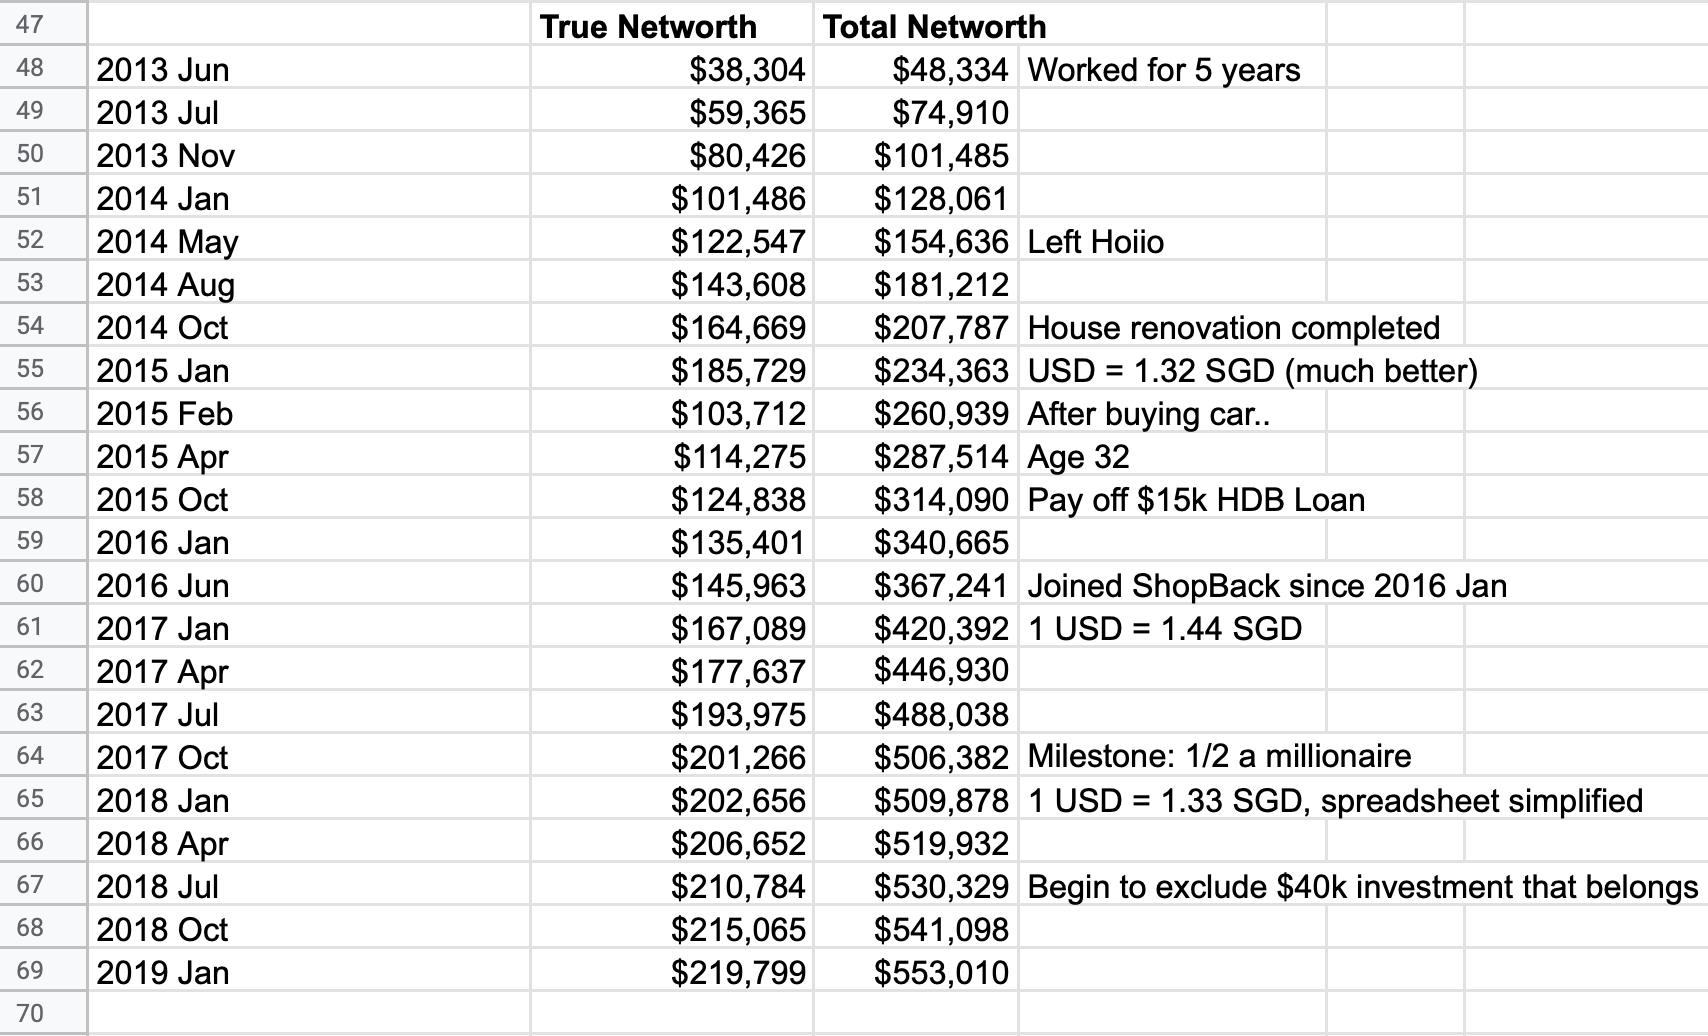 47 True Networth Total Networth
48 2013 Jun $38,304 $48,334 Worked for 5 years
49 2013 Jul $59,365 $74,910
50 2013 Nov $80,426 $101,485
51 2014 Jan $101,486 $128,061
52 2014 May $122,547 $154,636 Left Hoiio
53 2014 Aug $143,608 $181,212
54 2014 Oct $164,669 $207,787 House renovation completed
55 2015 Jan $185,729 $234,363 USD = 1.32 SGD (much better)
56 2015 Feb $103,712 $260,939 After buying car..
57 2015 Apr $114,275 $287,514 Age 32
58 2015 Oct $124,838 $314,090 Pay off $15k HDB Loan
59 2016 Jan $135,401 $340,665
60 2016 Jun $145,963 $367,241 Joined ShopBack since 2016 Jan
61 2017 Jan $167,089 $420,392 1 USD = 1.44 SGD
62 2017 Apr $177,637 $446,930
63 2017 Jul $193,975 $488,038
64 2017 Oct $201,266 $506,382 Milestone: 1/2 a millionaire
65 2018 Jan $202,656 $509,878 1 USD = 1.33 SGD, spreadsheet simplified
66 2018 Apr $206,652 $519,932
67 2018 Jul $210,784 $530,329 Begin to exclude $40k investment that belongs
68 2018 Oct $215,065 $541,098
69 2019 Jan $219,799 $553,010
70